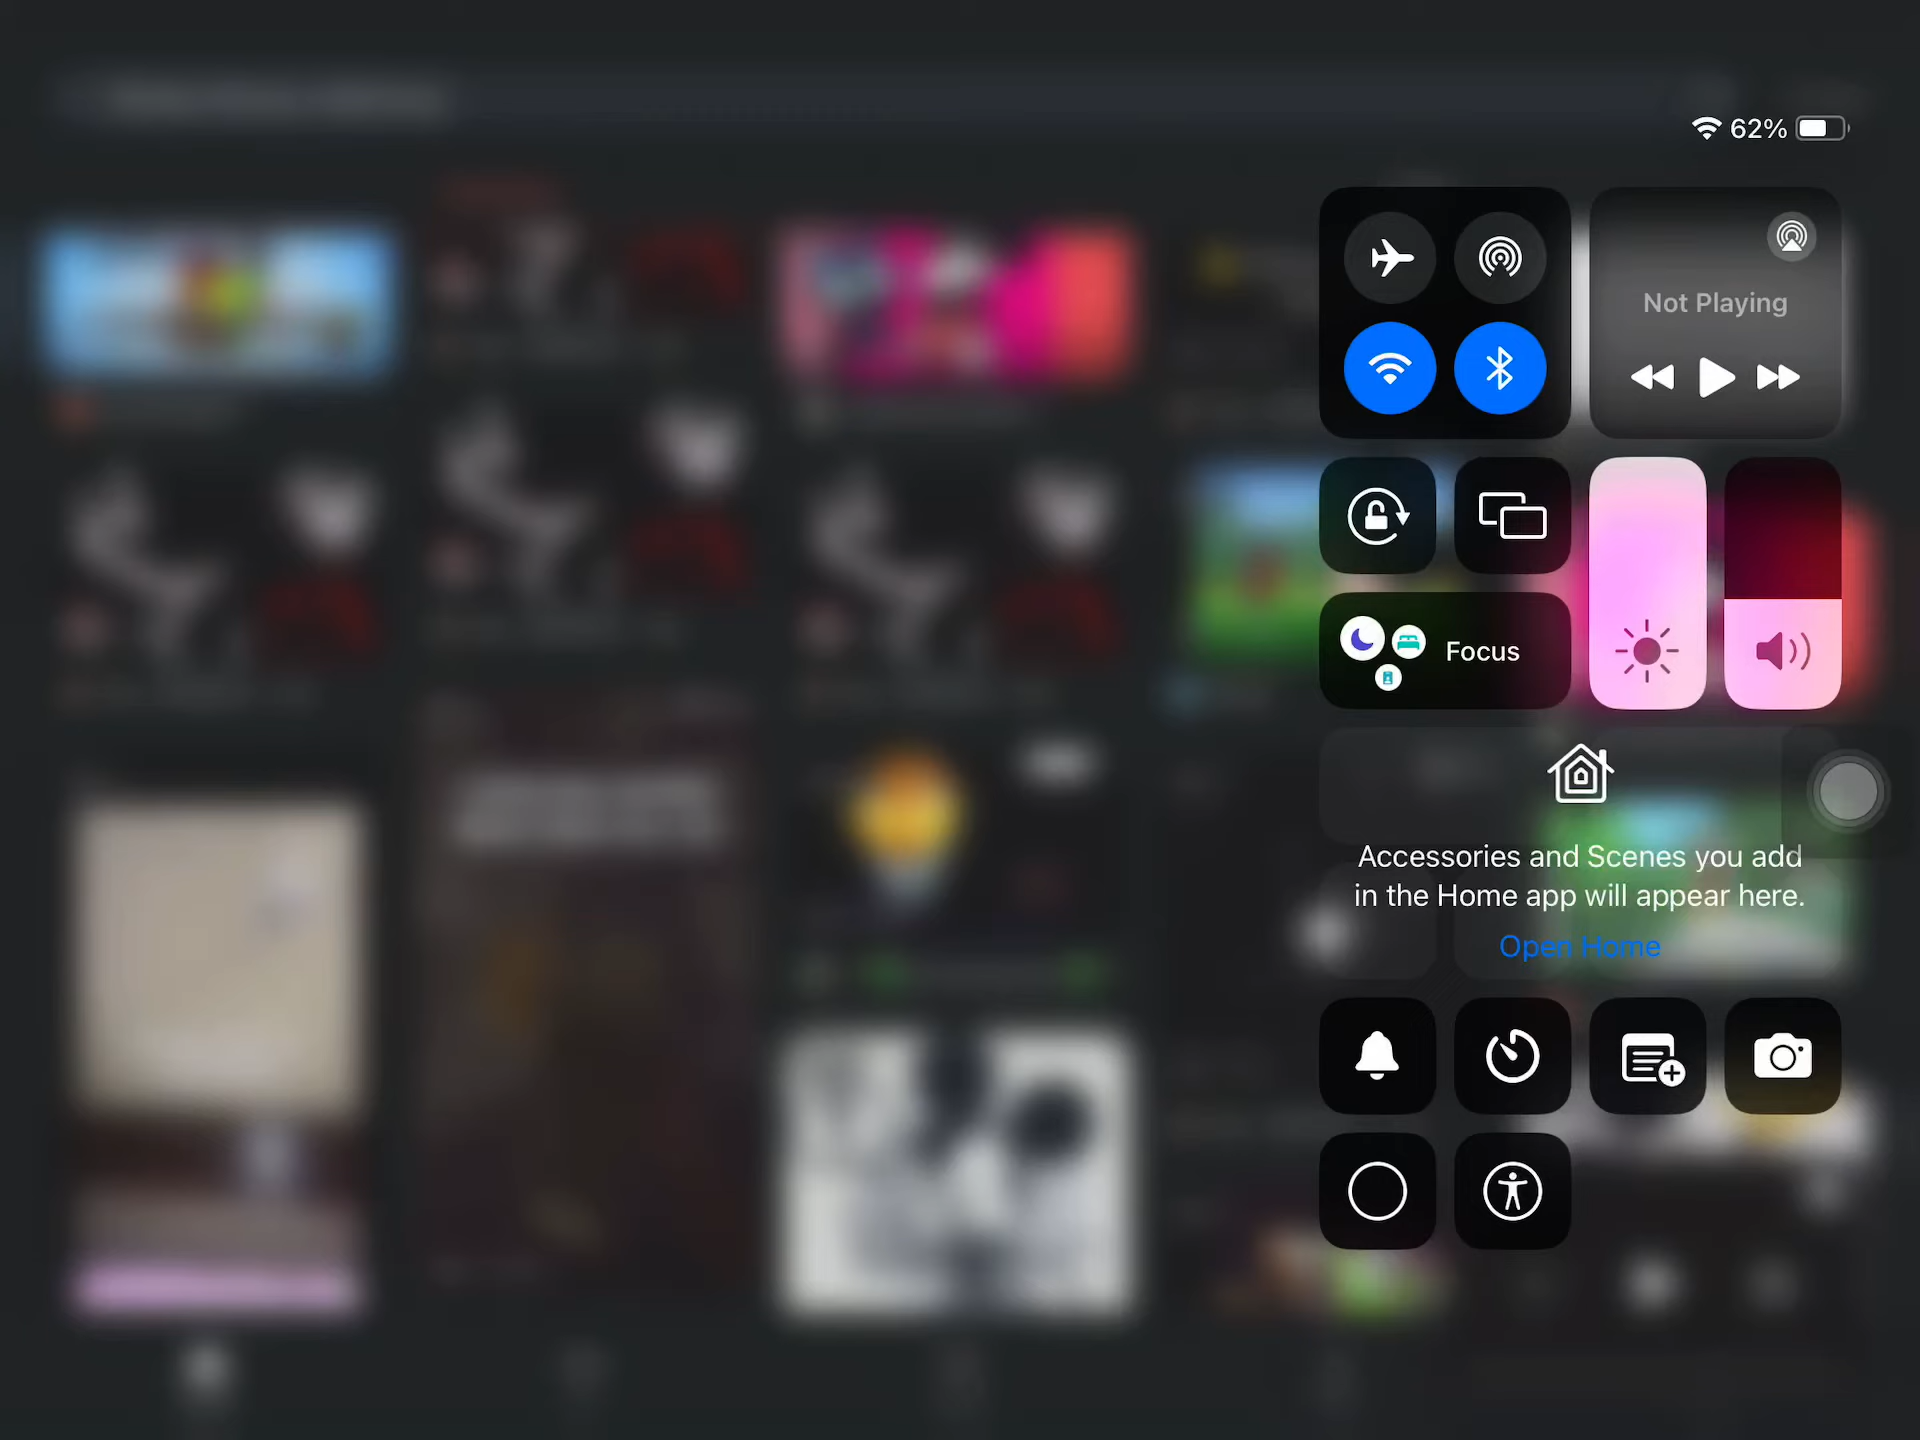 62%
Not Playing
Focus
Accessories and Scenes you add
in the Home app will appear here.
Open Home